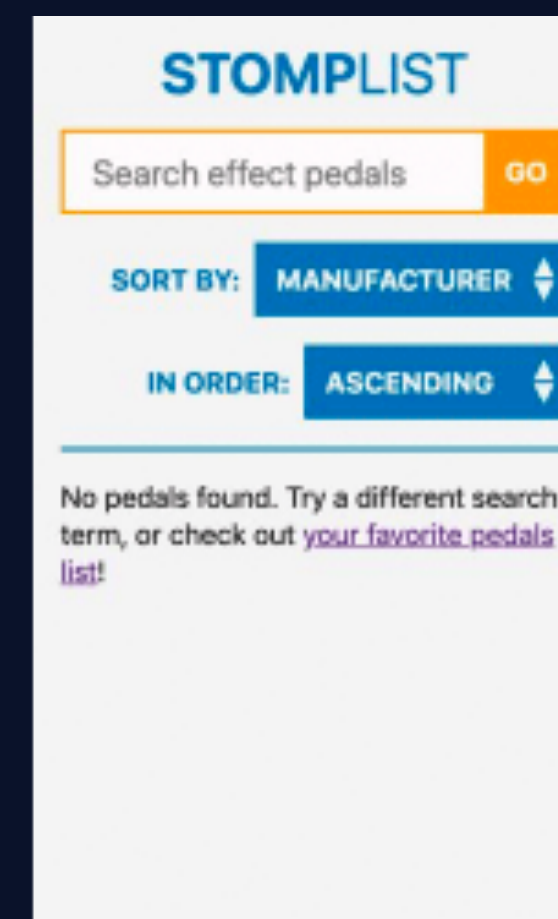 STOMPLIST
Search effect pedals GO
SORT BY: MANUFACTURER
IN ORDER: ASCENDING
No pedals found. Try a different search
term, or check out your favorite pedals
list!